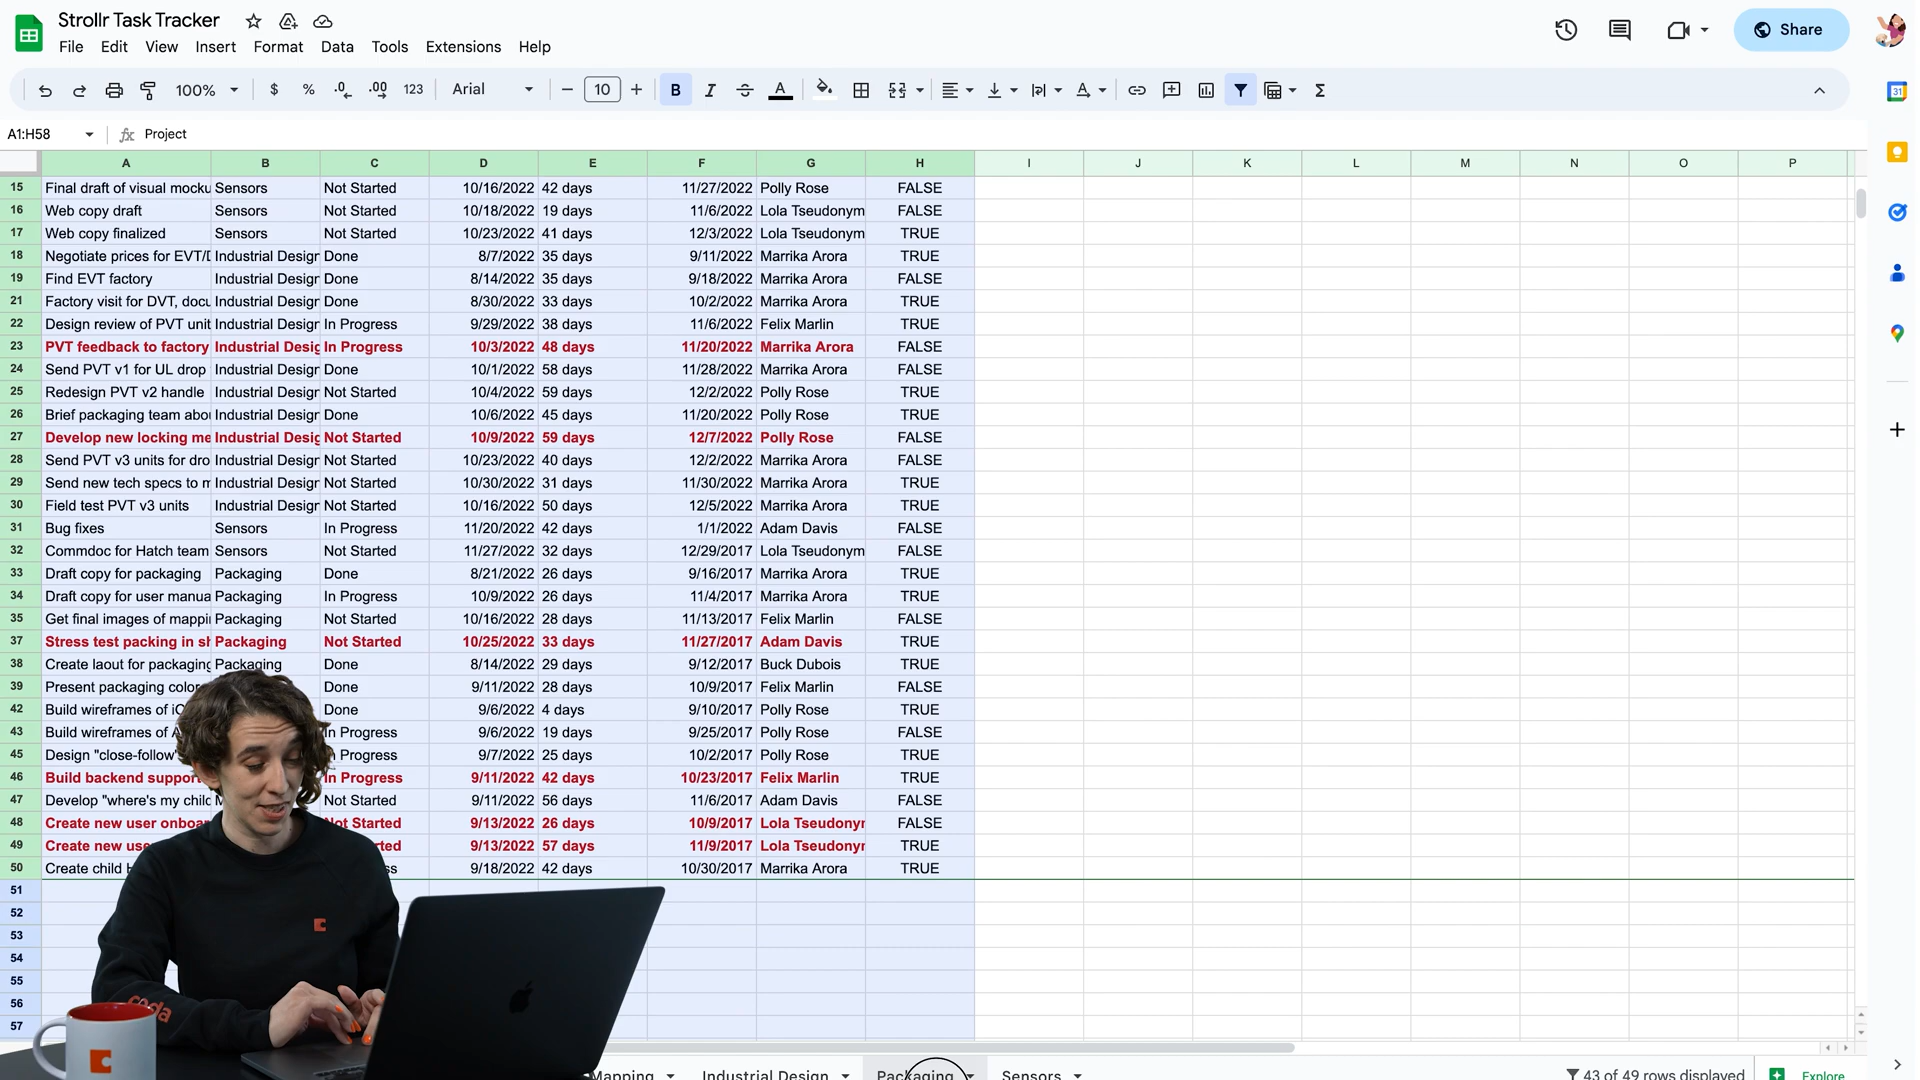 Strollr Task Tracker
File Edit View Insert Format Data Tools Extensions Help
Share
100% $ % .0 .00 123 Arial 10 B I A Σ
31
A1:H58 fx Project
A B C D E F G H I J K L M N O P
15 Final draft of visual mocku Sensors Not Started 10/16/2022 42 days 11/27/2022 Polly Rose FALSE
16 Web copy draft Sensors Not Started 10/18/2022 19 days 11/6/2022 Lola Tseudonym FALSE
17 Web copy finalized Sensors Not Started 10/23/2022 41 days 12/3/2022 Lola Tseudonym TRUE
18 Negotiate prices for EVT/D Industrial Design Done 8/7/2022 35 days 9/11/2022 Marrika Arora TRUE
19 Find EVT factory Industrial Design Done 8/14/2022 35 days 9/18/2022 Marrika Arora FALSE
21 Factory visit for DVT, docu Industrial Design Done 8/30/2022 33 days 10/2/2022 Marrika Arora TRUE
22 Design review of PVT unit Industrial Design In Progress 9/29/2022 38 days 11/6/2022 Felix Marlin TRUE
23 PVT feedback to factory Industrial Desig In Progress 10/3/2022 48 days 11/20/2022 Marrika Arora FALSE
24 Send PVT v1 for UL drop Industrial Design Done 10/1/2022 58 days 11/28/2022 Marrika Arora FALSE
25 Redesign PVT v2 handle Industrial Design Not Started 10/4/2022 59 days 12/2/2022 Polly Rose TRUE
26 Brief packaging team abou Industrial Design Done 10/6/2022 45 days 11/20/2022 Polly Rose TRUE
27 Develop new locking me Industrial Desig Not Started 10/9/2022 59 days 12/7/2022 Polly Rose FALSE
28 Send PVT v3 units for dro Industrial Design Not Started 10/23/2022 40 days 12/2/2022 Marrika Arora FALSE
29 Send new tech specs to m Industrial Design Not Started 10/30/2022 31 days 11/30/2022 Marrika Arora TRUE
30 Field test PVT v3 units Industrial Design Not Started 10/16/2022 50 days 12/5/2022 Marrika Arora TRUE
31 Bug fixes Sensors In Progress 11/20/2022 42 days 1/1/2022 Adam Davis FALSE
32 Commdoc for Hatch team Sensors Not Started 11/27/2022 32 days 12/29/2017 Lola Tseudonym FALSE
33 Draft copy for packaging Packaging Done 8/21/2022 26 days 9/16/2017 Marrika Arora TRUE
34 Draft copy for user manua Packaging In Progress 10/9/2022 26 days 11/4/2017 Marrika Arora TRUE
35 Get final images of mappi Packaging Not Started 10/16/2022 28 days 11/13/2017 Felix Marlin FALSE
37 Stress test packing in sh Packaging Not Started 10/25/2022 33 days 11/27/2017 Adam Davis TRUE
38 Create laout for packaging Packaging Done 8/14/2022 29 days 9/12/2017 Buck Dubois TRUE
39 Present packaging color Done 9/11/2022 28 days 10/9/2017 Felix Marlin FALSE
42 Build wireframes of iO Done 9/6/2022 4 days 9/10/2017 Polly Rose TRUE
43 Build wireframes of A In Progress 9/6/2022 19 days 9/25/2017 Polly Rose FALSE
45 Design "close-follow" Progress 9/7/2022 25 days 10/2/2017 Polly Rose TRUE
46 Build backend support In Progress 9/11/2022 42 days 10/23/2017 Felix Marlin TRUE
47 Develop "where's my child Not Started 9/11/2022 56 days 11/6/2017 Adam Davis FALSE
48 Create new user onboar Not Started 9/13/2022 26 days 10/9/2017 Lola Tseudonyr FALSE
49 Create new use ted 9/13/2022 57 days 11/9/2017 Lola Tseudonyr TRUE
50 Create child ss 9/18/2022 42 days 10/30/2017 Marrika Arora TRUE
51
52
53
54
55
56
57
coda
Mapping Industrial Design Packaging Sensors 43 of 49 rows displayed Explore